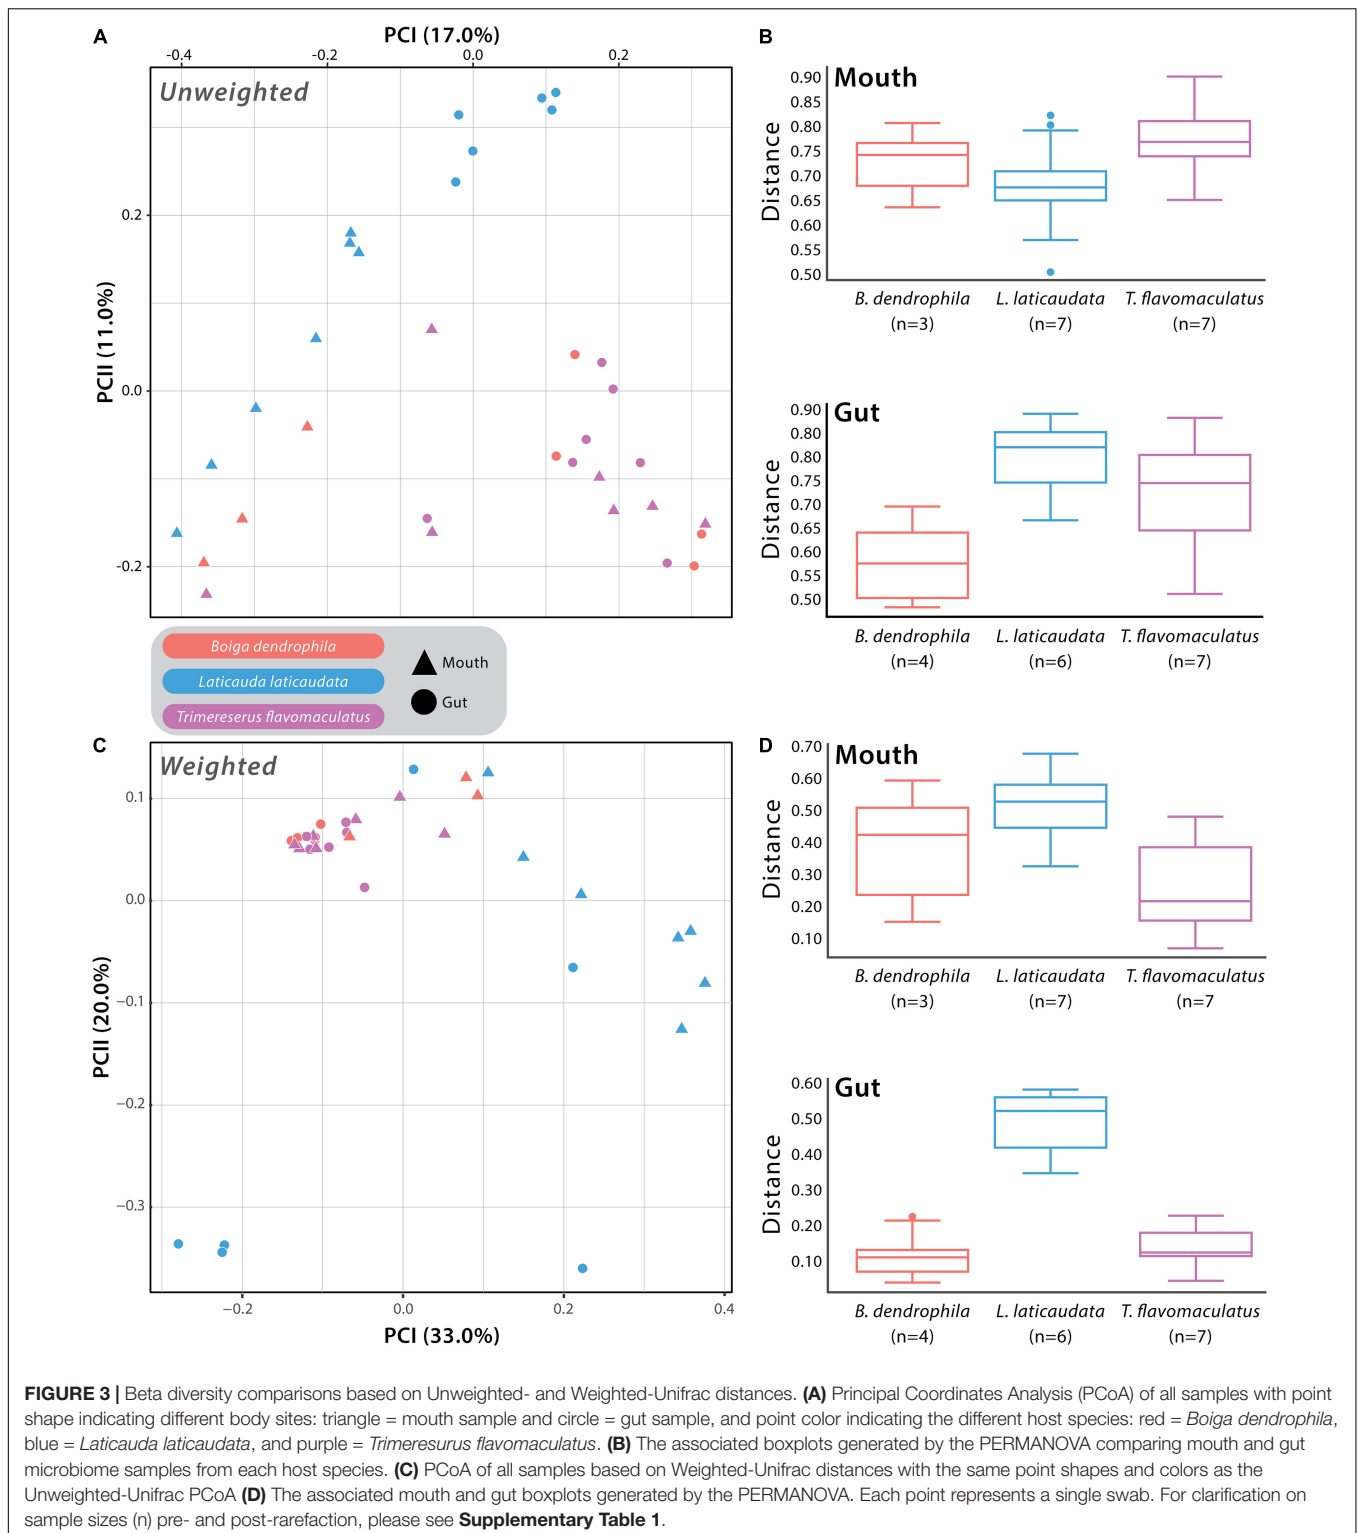 A
PCI (17.0%)
-0.4 -0.2 0.0 0.2
Unweighted
PCII (11.0%)
0.2
0.0
-0.2
B
Mouth
Distance
0.90
0.85
0.80
0.75
0.70
0.65
0.60
0.55
0.50
B. dendrophila L. laticaudata T. flavomaculatus
(n=3) (n=7) (n=7)
Gut
Distance
0.90
0.80
0.80
0.75
0.70
0.65
0.60
0.55
0.50
B. dendrophila L. laticaudata T. flavomaculatus
(n=4) (n=6) (n=7)
Boiga dendrophila
Laticauda laticaudata
Trimereserus flavomaculatus
Mouth
Gut
C
Weighted
PCII (20.0%)
0.1
0.0
−0.1
−0.2
−0.3
−0.2 0.0 0.2 0.4
PCI (33.0%)
D
Mouth
Distance
0.70
0.60
0.50
0.40
0.30
0.20
0.10
B. dendrophila L. laticaudata T. flavomaculatus
(n=3) (n=7) (n=7
Gut
Distance
0.60
0.50
0.40
0.30
0.20
0.10
B. dendrophila L. laticaudata T. flavomaculatus
(n=4) (n=6) (n=7)
FIGURE 3 | Beta diversity comparisons based on Unweighted- and Weighted-Unifrac distances. (A) Principal Coordinates Analysis (PCoA) of all samples with point
shape indicating different body sites: triangle = mouth sample and circle = gut sample, and point color indicating the different host species: red = Boiga dendrophila,
blue = Laticauda laticaudata, and purple = Trimeresurus flavomaculatus. (B) The associated boxplots generated by the PERMANOVA comparing mouth and gut
microbiome samples from each host species. (C) PCoA of all samples based on Weighted-Unifrac distances with the same point shapes and colors as the
Unweighted-Unifrac PCoA (D) The associated mouth and gut boxplots generated by the PERMANOVA. Each point represents a single swab. For clarification on
sample sizes (n) pre- and post-rarefaction, please see Supplementary Table 1.